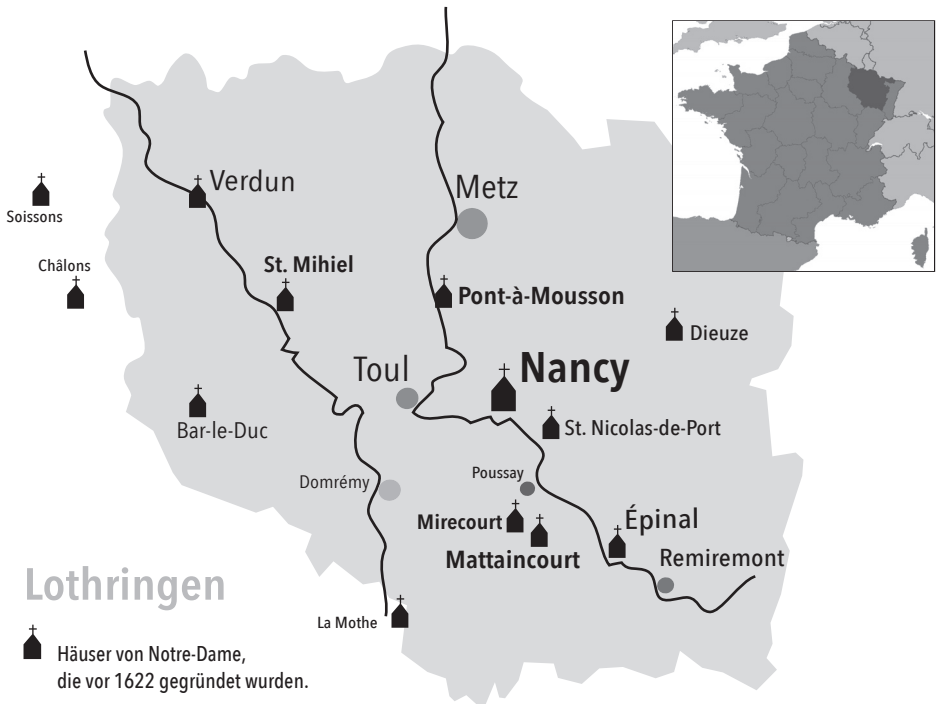 Verdun
Metz
Soissons
Châlons
St. Mihiel
Pont-à-Mousson
Dieuze
Toul
Nancy
Bar-le-Duc
St. Nicolas-de-Port
Domrémy
Poussay
Mirecourt
Épinal
Mattaincourt
Remiremont
Lothringen
La Mothe
Häuser von Notre-Dame,
die vor 1622 gegründet wurden.